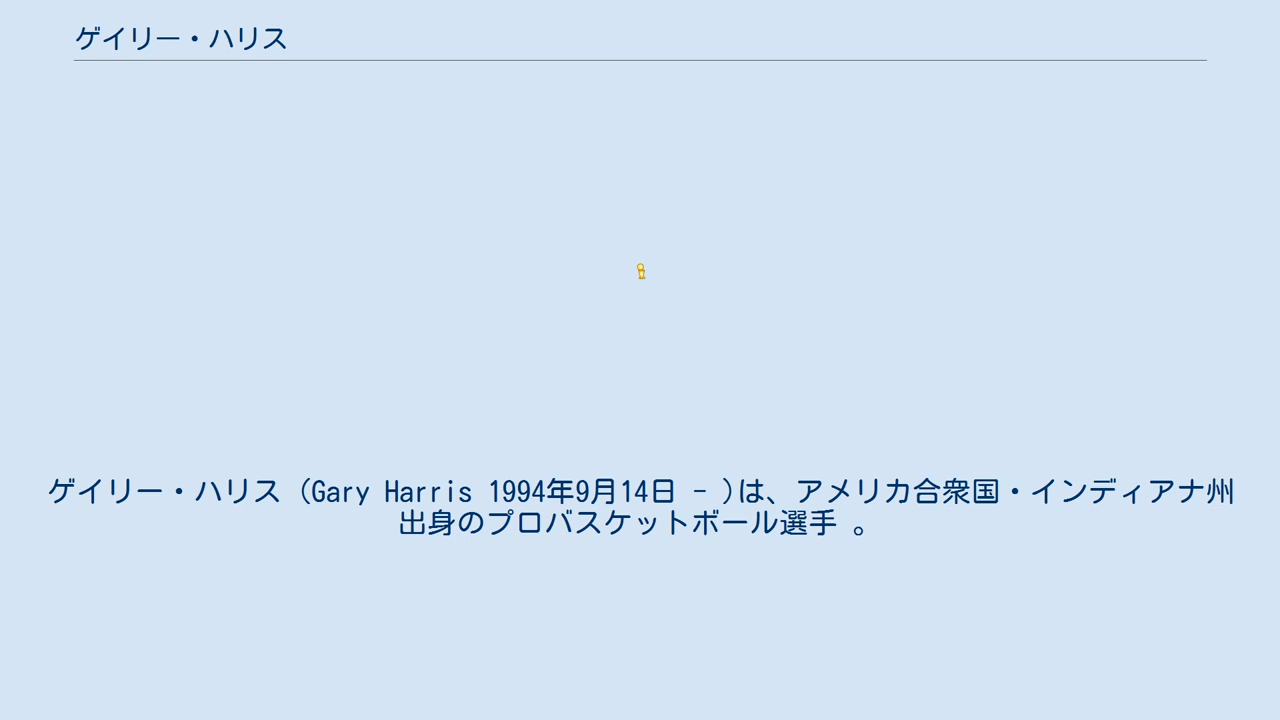 ゲイリー・ハリス
ゲイリー・ハリス (Gary Harris 1994年9月14日 - )は、アメリカ合衆国・インディアナ州
出身のプロバスケットボール選手 。